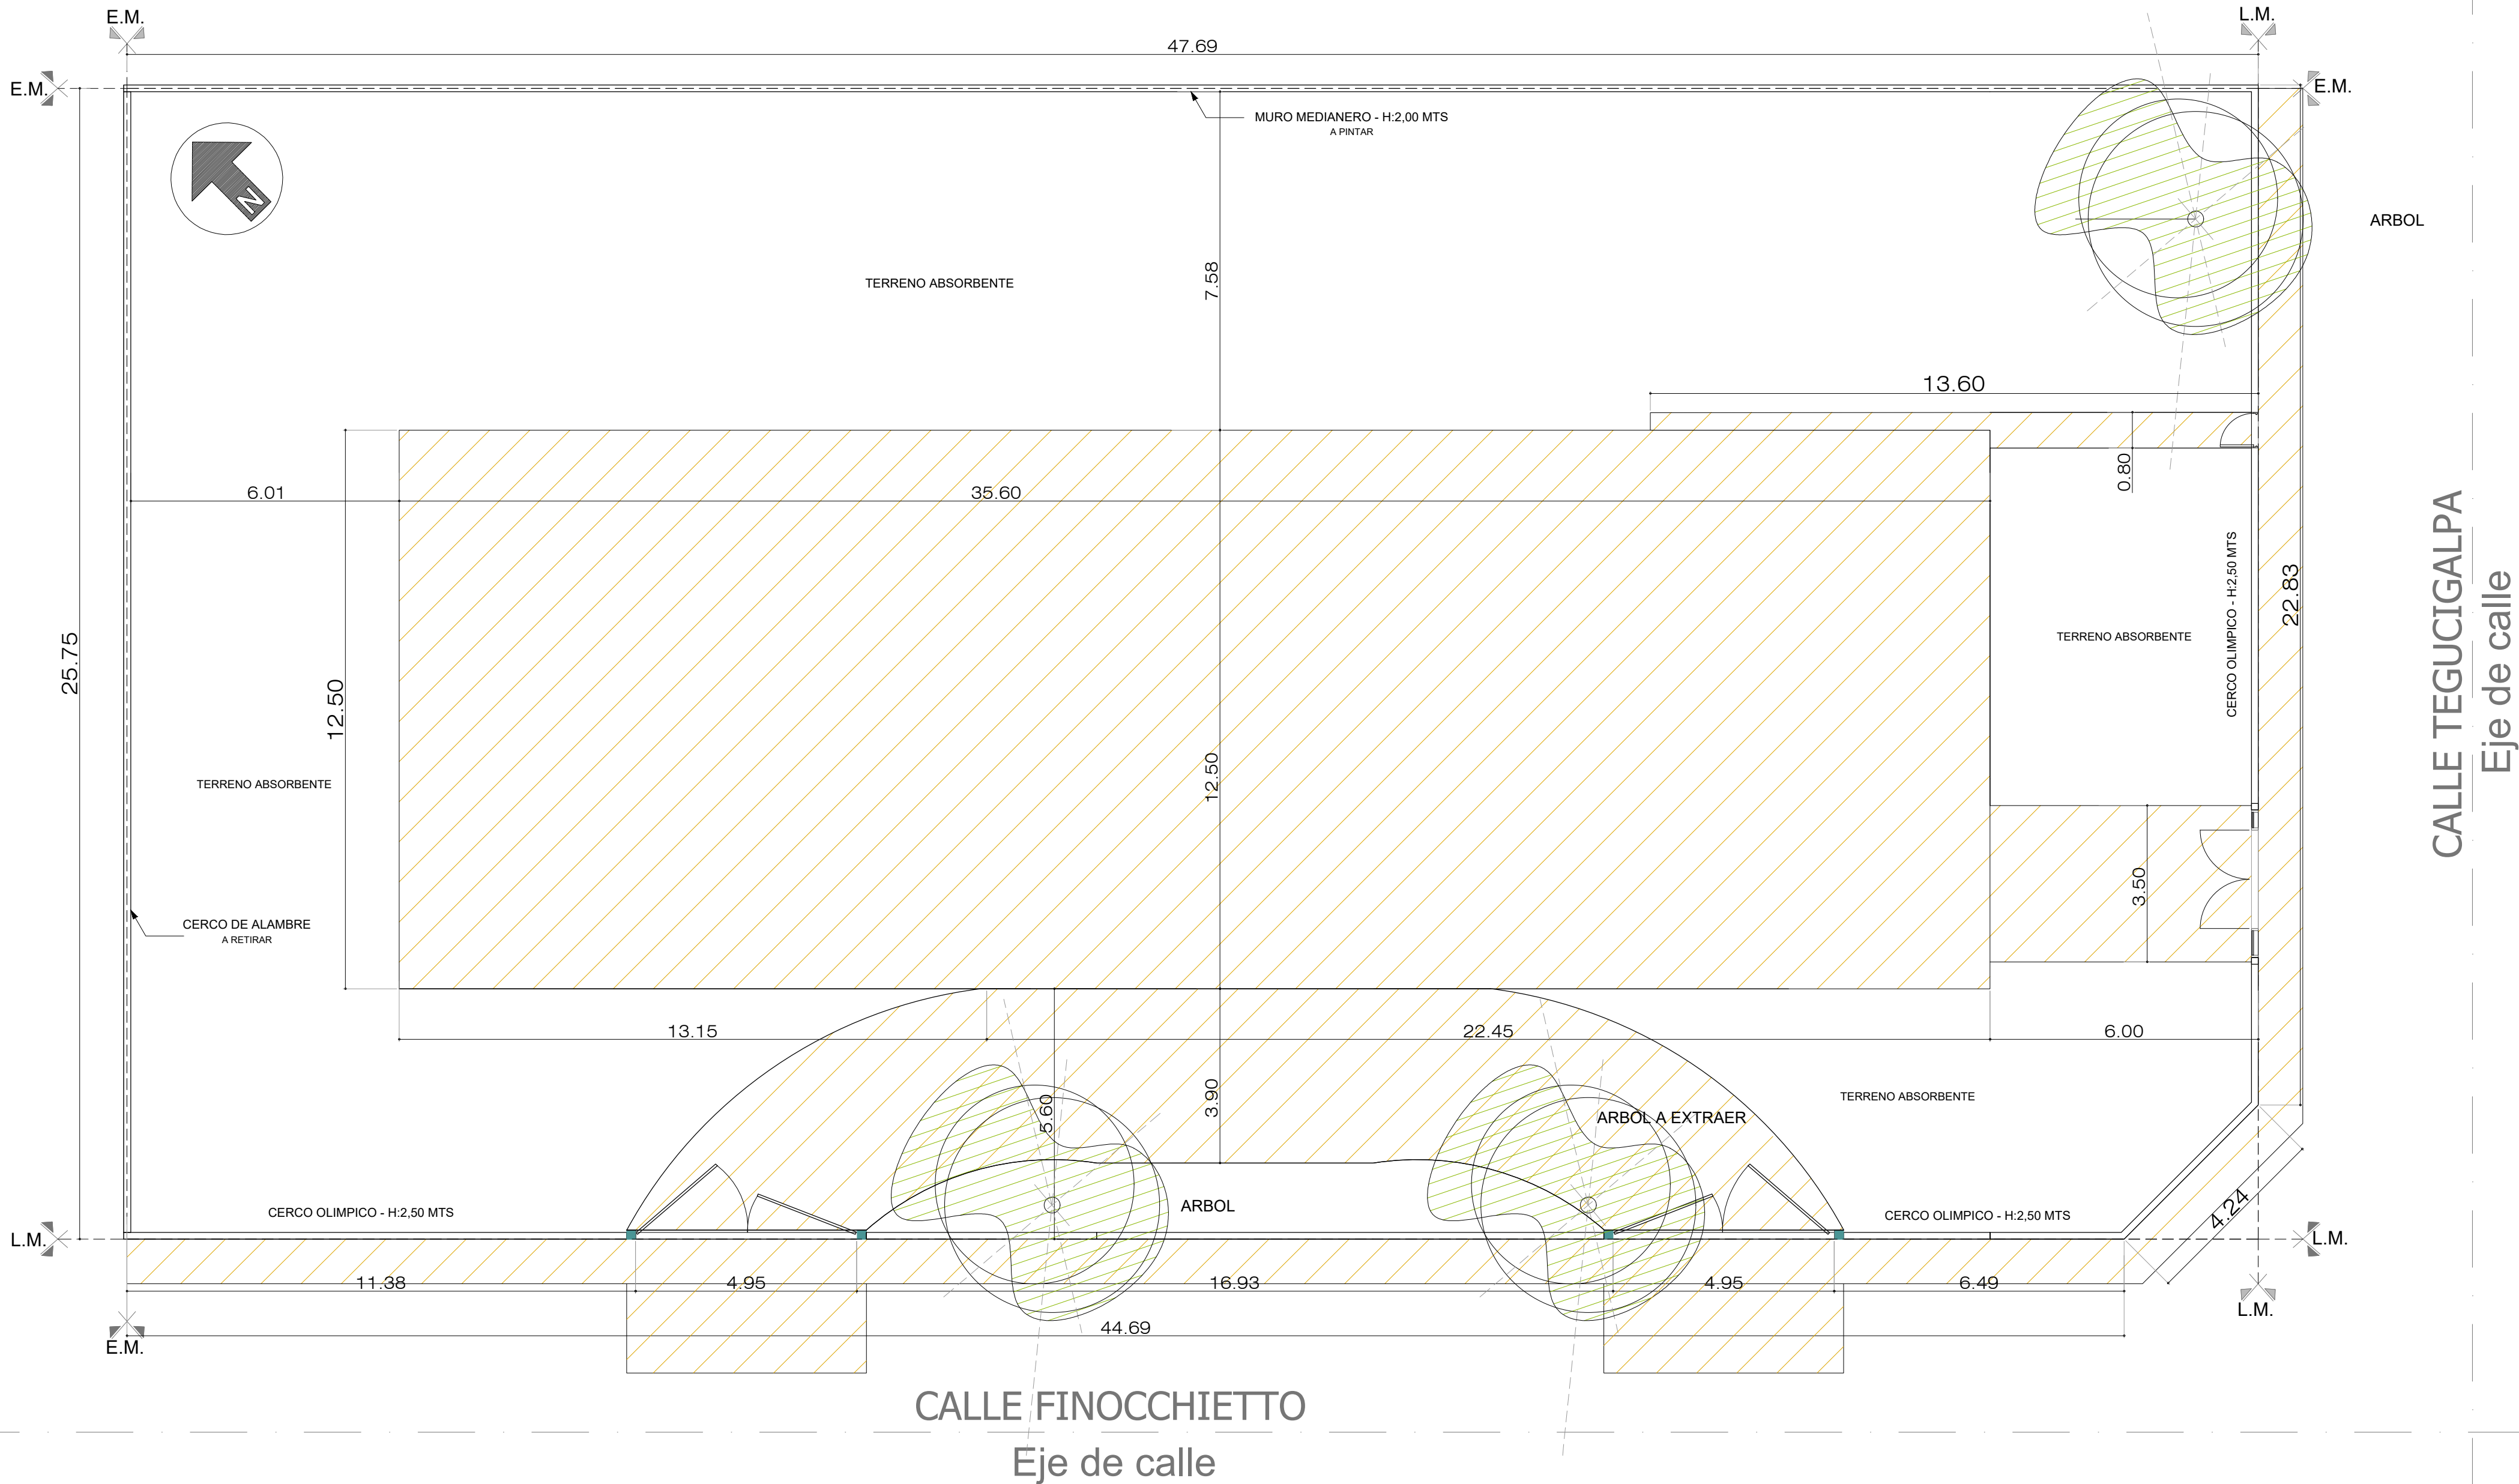 E.M.
L.M.
47.69
E.M.
E.M.
MURO MEDIANERO - H:2,00 MTS
A PINTAR
N
ARBOL
TERRENO ABSORBENTE
7.58
13.60
0.80
6.01
35.60
CERCO OLIMPICO - H:2,50 MTS
22.83
CALLE TEGUCIGALPA
Eje de calle
25.75
12.50
TERRENO ABSORBENTE
12.50
TERRENO ABSORBENTE
3.50
CERCO DE ALAMBRE
A RETIRAR
13.15
22.45
6.00
5.60
3.90
ARBOL A EXTRAER
TERRENO ABSORBENTE
ARBOL
CERCO OLIMPICO - H:2,50 MTS
CERCO OLIMPICO - H:2,50 MTS
4.24
L.M.
L.M.
11.38
4.95
16.93
4.95
6.49
L.M.
44.69
E.M.
CALLE FINOCCHIETTO
Eje de calle